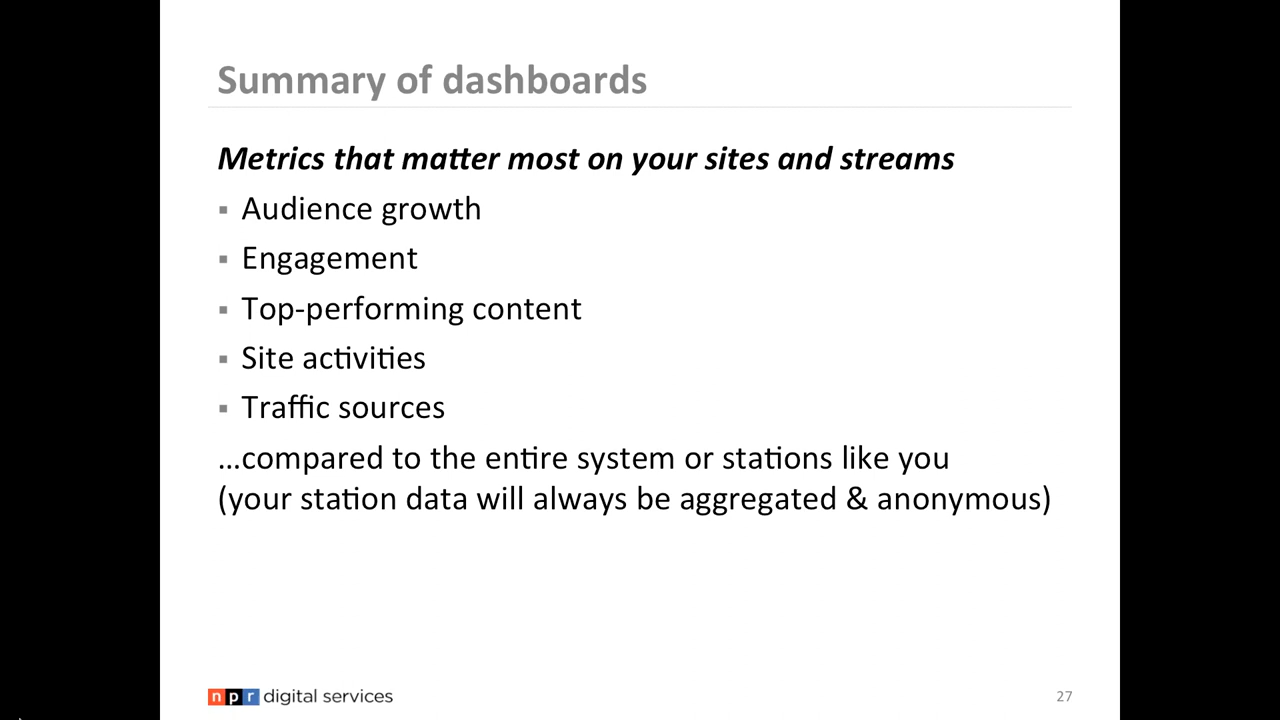 Summary of dashboards
Metrics that matter most on your sites and streams
▪ Audience growth
▪ Engagement
▪ Top-performing content
▪ Site activities
▪ Traffic sources
...compared to the entire system or stations like you
(your station data will always be aggregated & anonymous)
npr digital services
27